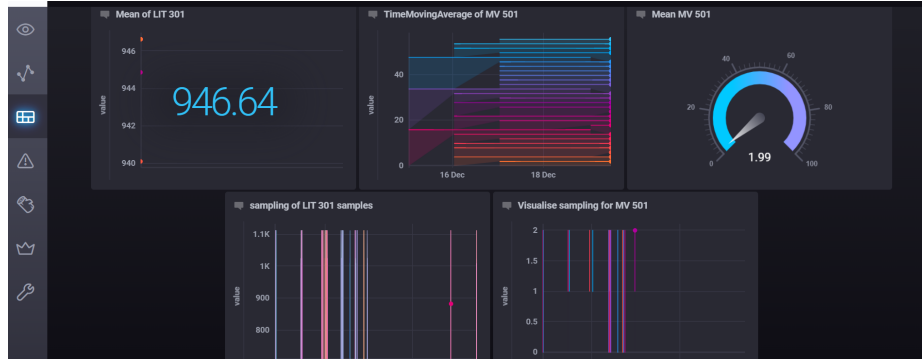 Mean of LIT 301
946
944
942
940
value
946.64
TimeMovingAverage of MV 501
40
20
0
value
16 Dec
18 Dec
Mean MV 501
0
20
40
60
80
100
1.99
sampling of LIT 301 samples
1.1K
1K
900
800
value
Visualise sampling for MV 501
2
1.5
1
0.5
0
value